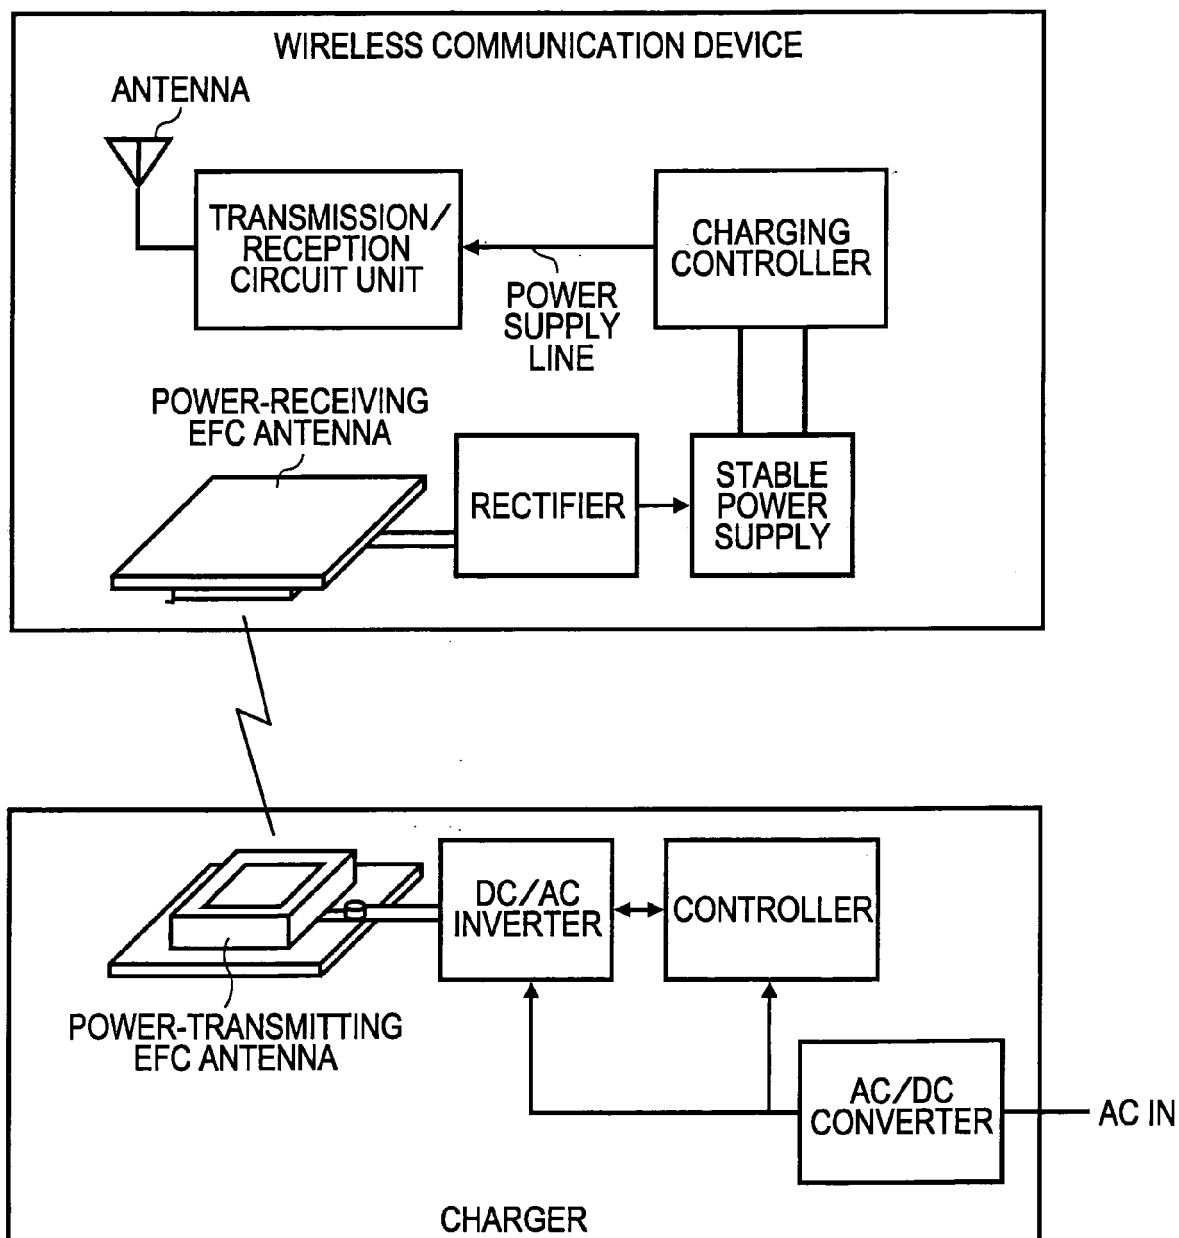 WIRELESS COMMUNICATION DEVICE
ANTENNA
TRANSMISSION/
RECEPTION
CIRCUIT UNIT
POWER
SUPPLY
LINE
CHARGING
CONTROLLER
POWER-RECEIVING
EFC ANTENNA
RECTIFIER
STABLE
POWER
SUPPLY
DC/AC
INVERTER
CONTROLLER
POWER-TRANSMITTING
EFC ANTENNA
AC/DC
CONVERTER
AC IN
CHARGER